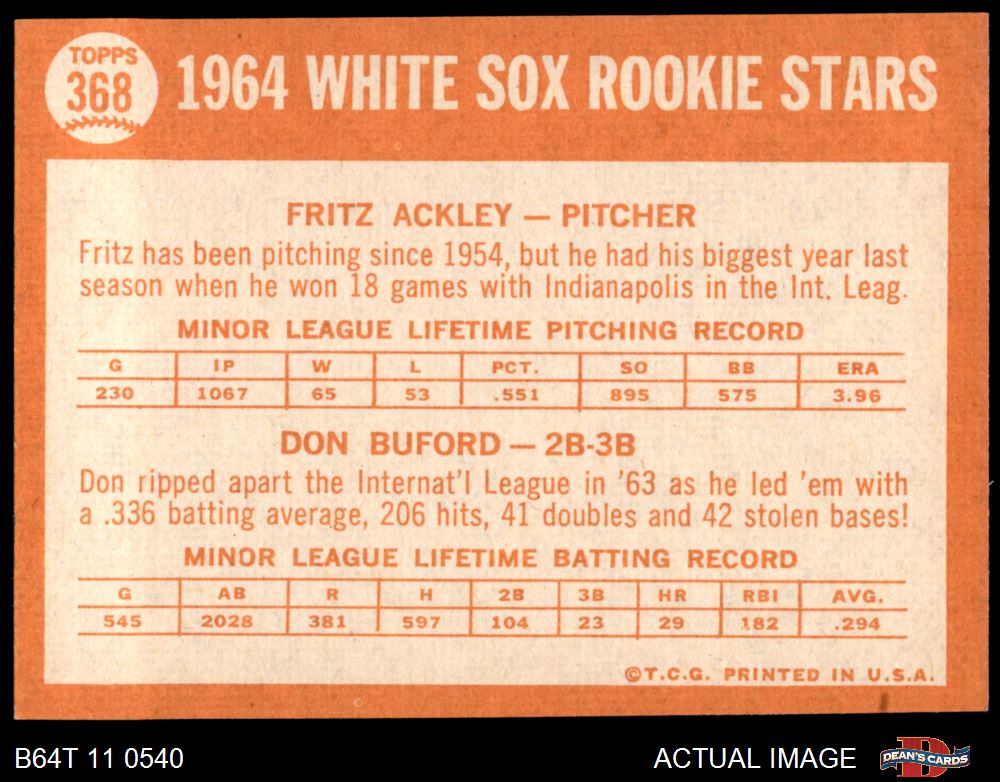 TOPPS
368
1964 WHITE SOX ROOKIE STARS
FRITZ ACKLEY — PITCHER
Fritz has been pitching since 1954, but he had his biggest year last
season when he won 18 games with Indianapolis in the Int. Leag.
MINOR LEAGUE LIFETIME PITCHING RECORD
G IP W L PCT. SO BB ERA
230 1067 65 53 .551 895 575 3.96
DON BUFORD — 2B-3B
Don ripped apart the Internat'l League in '63 as he led 'em with
a .336 batting average, 206 hits, 41 doubles and 42 stolen bases!
MINOR LEAGUE LIFETIME BATTING RECORD
G AB R H 2B 3B HR RBI AVG.
545 2028 381 597 104 23 29 182 .294
©T.C.G. PRINTED IN U.S.A.
B64T 11 0540
ACTUAL IMAGE
D
DEAN'S CARDS